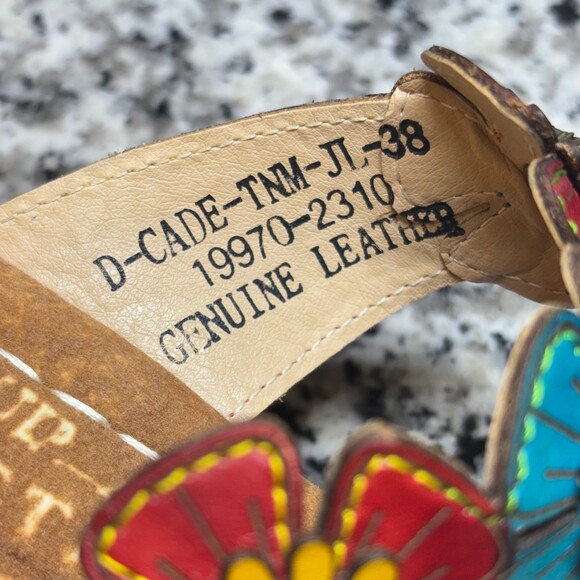 D-CADE-TNM-JL-38
19970-2310
GENUINE LEATHER